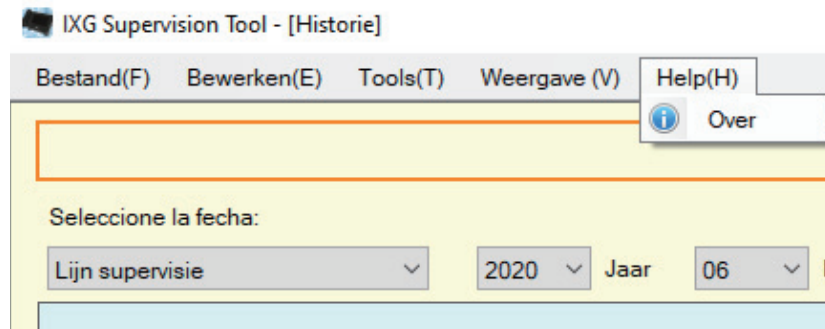 IXG Supervision Tool - [Historie]
Bestand(F) Bewerken(E) Tools(T) Weergave (V) Help(H)
Over
Seleccione la fecha:
Lijn supervisie 2020 Jaar 06